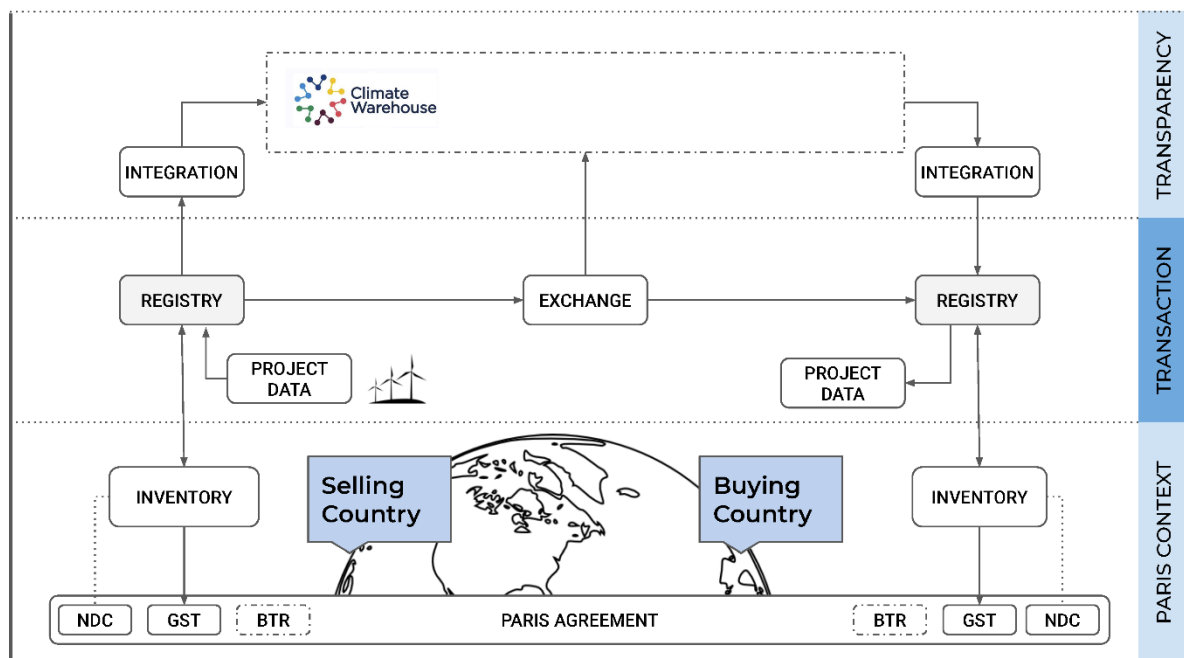 Climate
Warehouse
INTEGRATION
INTEGRATION
TRANSPARENCY
REGISTRY
EXCHANGE
REGISTRY
PROJECT
DATA
PROJECT
DATA
TRANSACTION
Selling
Country
Buying
Country
INVENTORY
INVENTORY
PARIS CONTEXT
NDC
GST
BTR
PARIS AGREEMENT
BTR
GST
NDC